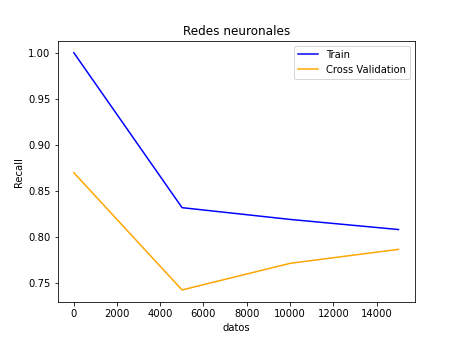 Redes neuronales
Train
Cross Validation
1.00
0.95
0.90
0.85
0.80
0.75
Recall
0 2000 4000 6000 8000 10000 12000 14000
datos